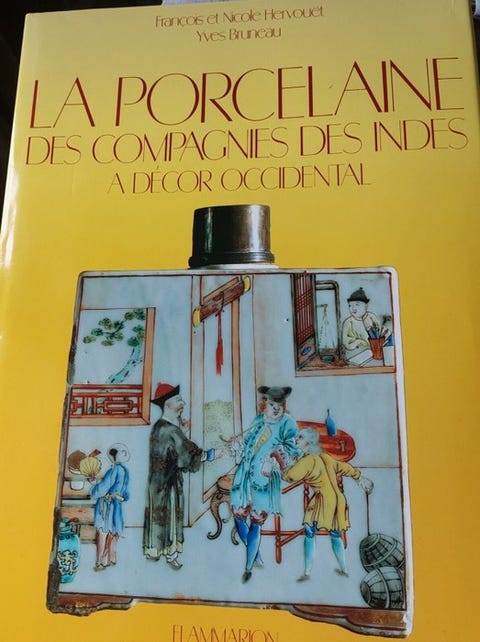 François et Nicole Hervouët
Yves Bruneau
LA PORCELAINE
DES COMPAGNIES DES INDES
A DÉCOR OCCIDENTAL
FLAMMARION